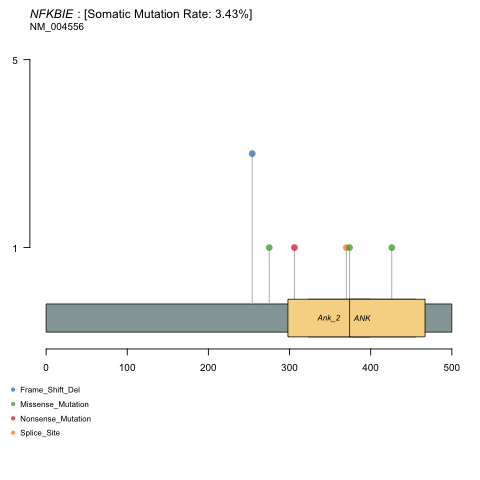 NFKBIE : [Somatic Mutation Rate: 3.43%]
NM_004556
5
1
Ank_2 ANK
0 100 200 300 400 500
Frame_Shift_Del
Missense_Mutation
Nonsense_Mutation
Splice_Site